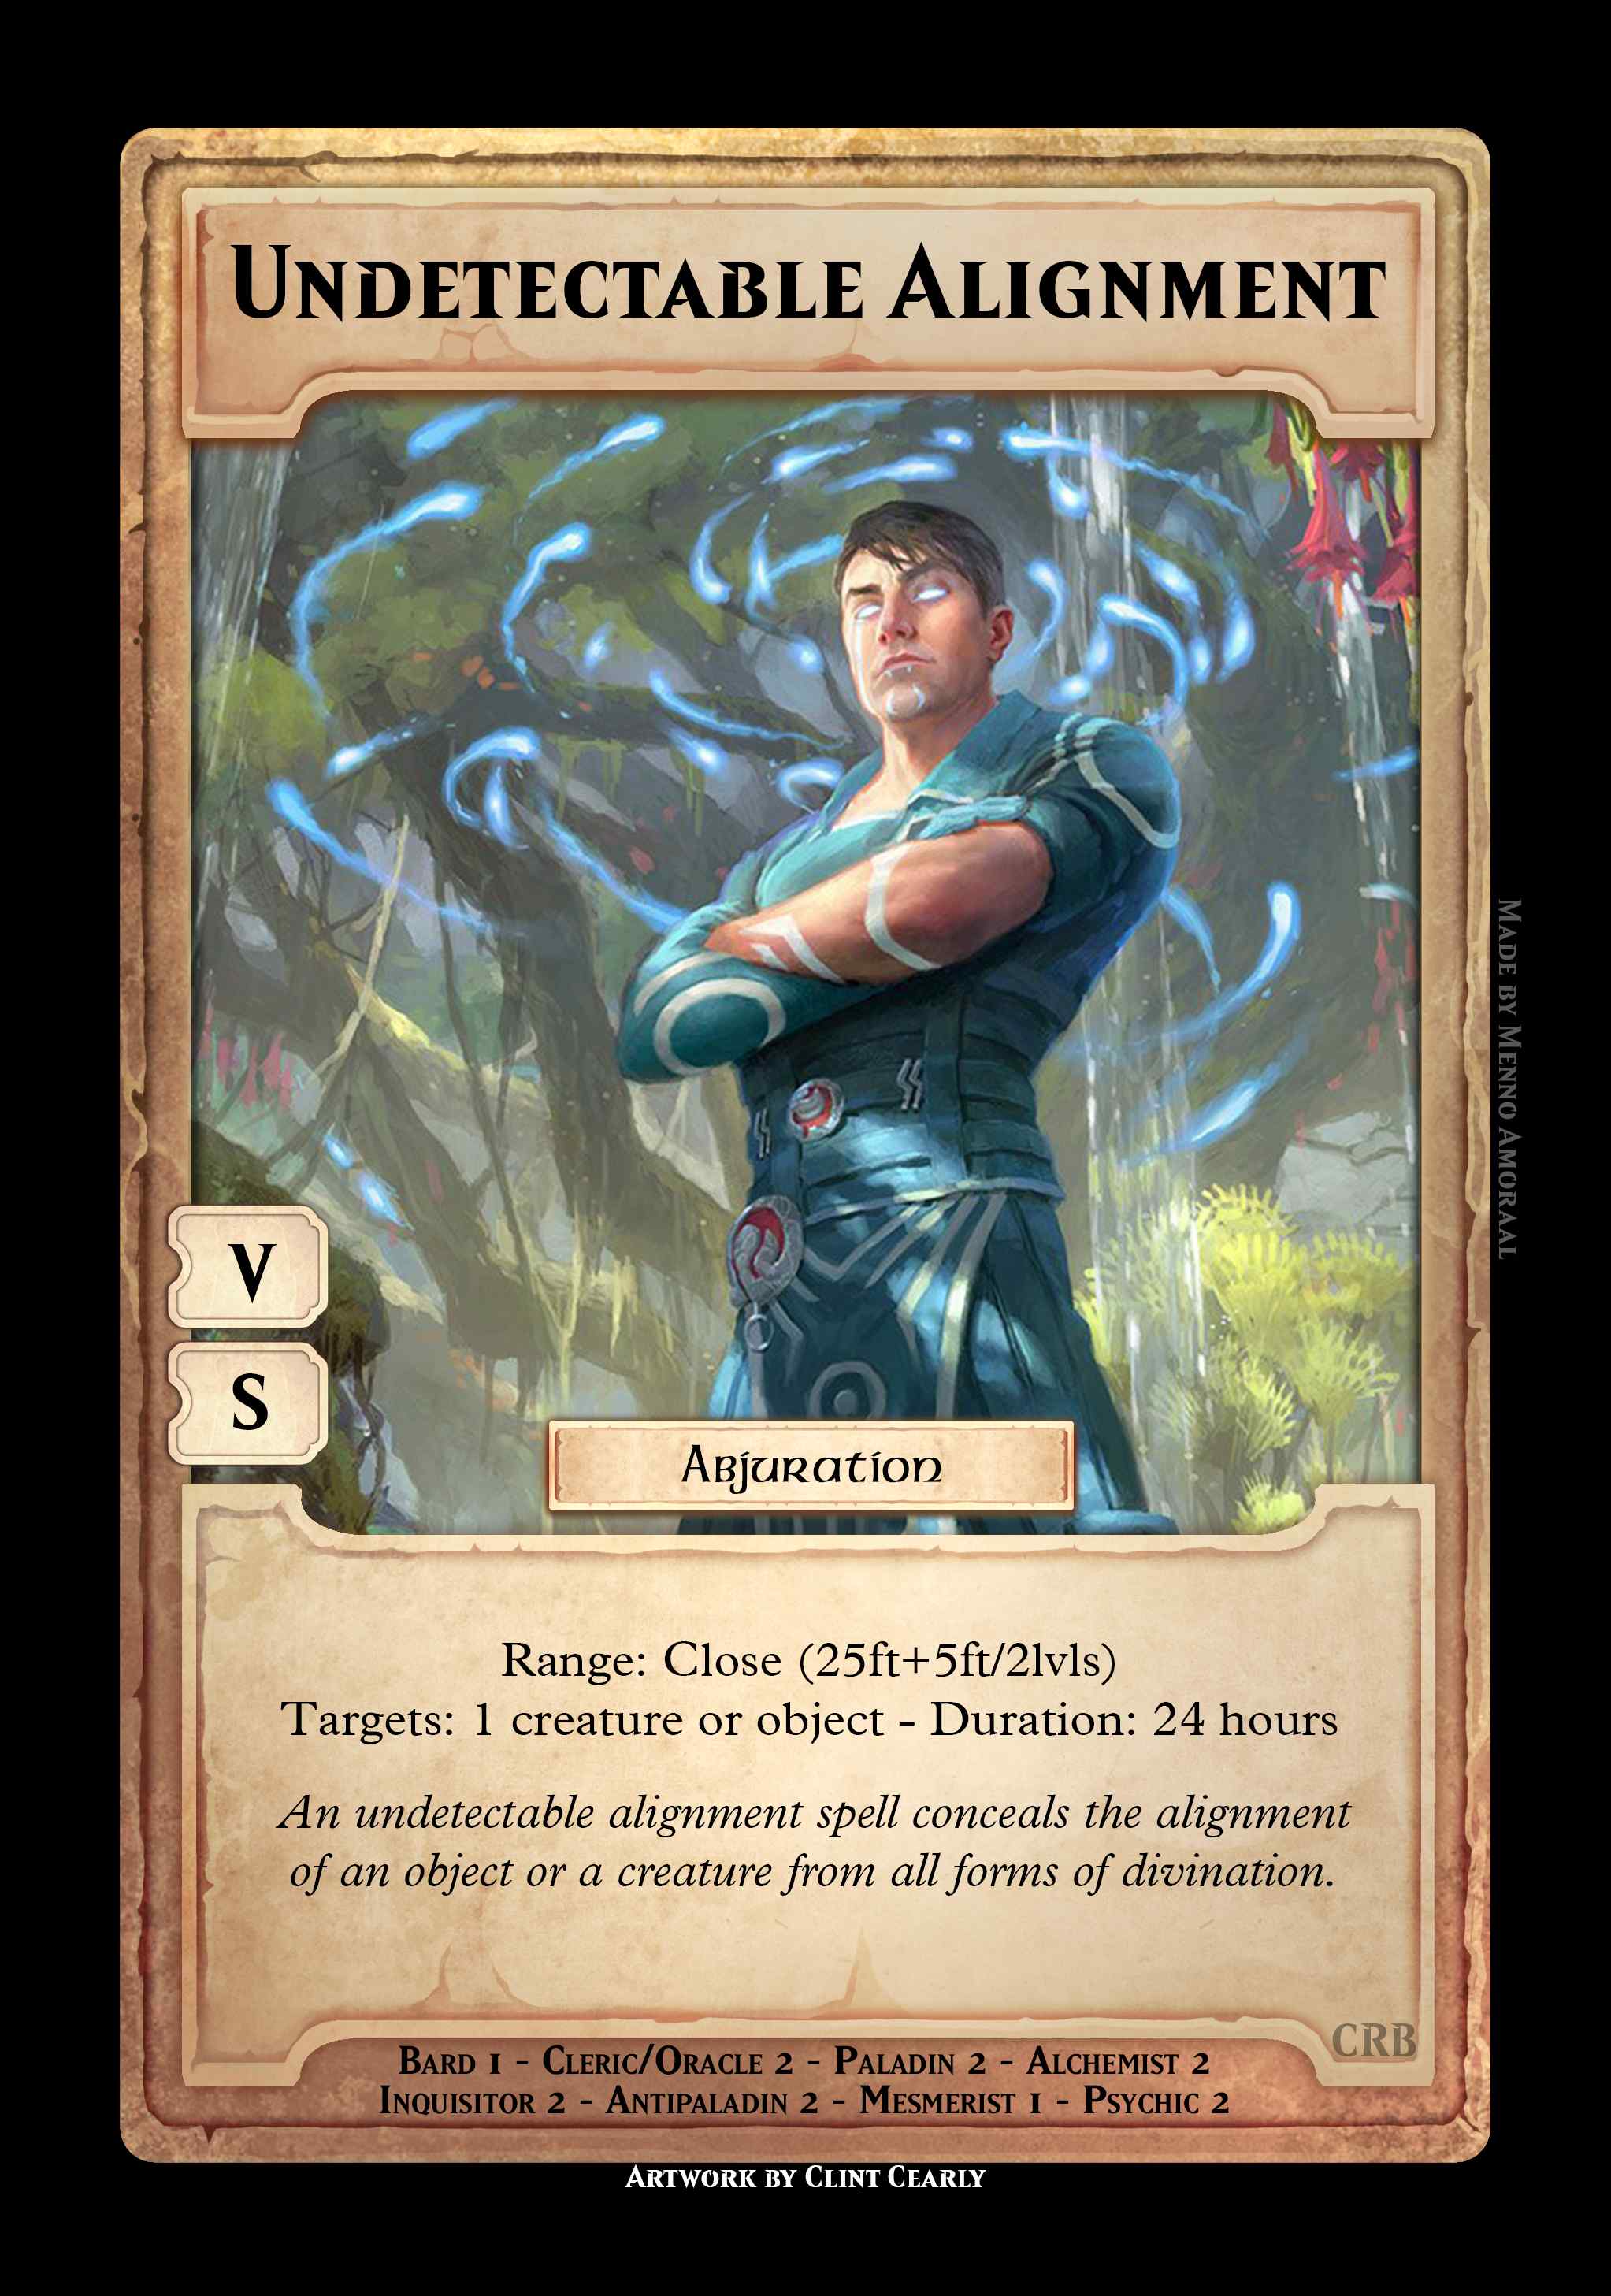 Undetectable Alignment
V
S
Abjuration
Range: Close (25ft+5ft/2lvls)
Targets: 1 creature or object - Duration: 24 hours
An undetectable alignment spell conceals the alignment
of an object or a creature from all forms of divination.
CRB
Bard 1 - Cleric/Oracle 2 - Paladin 2 - Alchemist 2
Inquisitor 2 - Antipaladin 2 - Mesmerist 1 - Psychic 2
Artwork by Clint Cearly
Made by Menno Amoraal